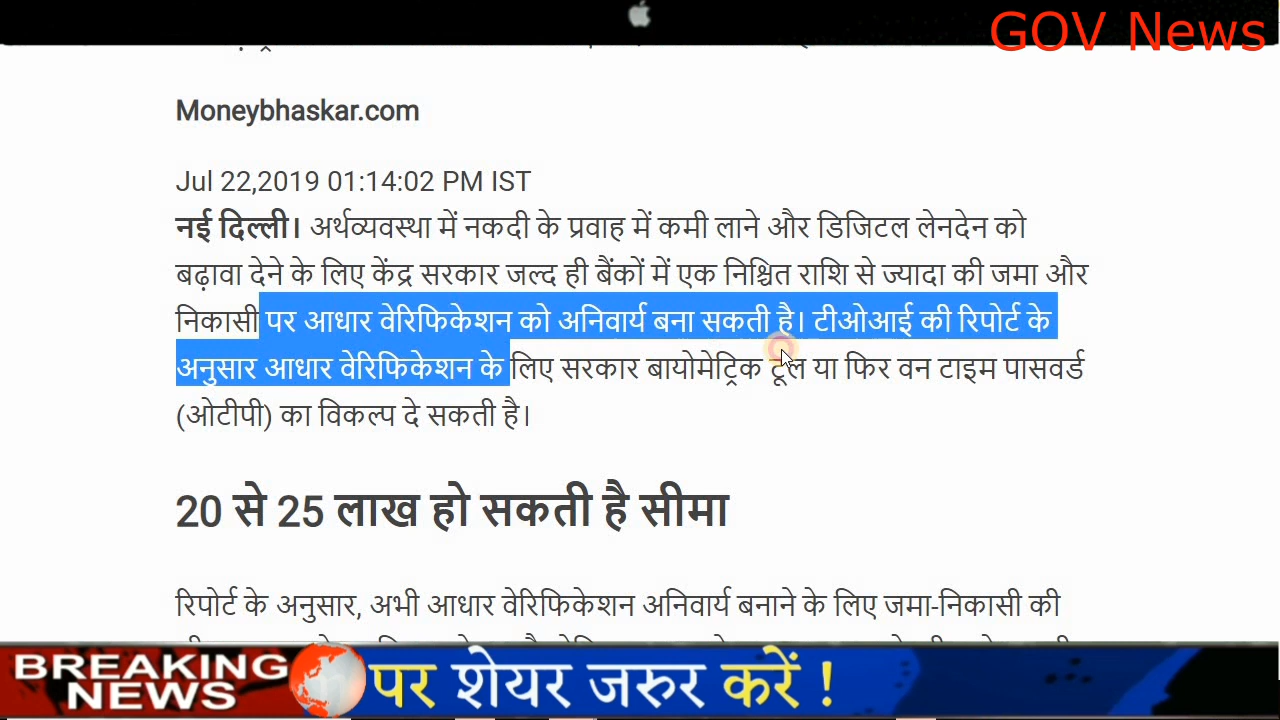 GOV News
Moneybhaskar.com
Jul 22,2019 01:14:02 PM IST
नई दिल्ली। अर्थव्यवस्था में नकदी के प्रवाह में कमी लाने और डिजिटल लेनदेन को
बढ़ावा देने के लिए केंद्र सरकार जल्द ही बैंकों में एक निश्चित राशि से ज्यादा की जमा और
निकासी पर आधार वेरिफिकेशन को अनिवार्य बना सकती है। टीओआई की रिपोर्ट के
अनुसार आधार वेरिफिकेशन के लिए सरकार बायोमेट्रिक टूल या फिर वन टाइम पासवर्ड
(ओटीपी) का विकल्प दे सकती है।
20 से 25 लाख हो सकती है सीमा
रिपोर्ट के अनुसार, अभी आधार वेरिफिकेशन अनिवार्य बनाने के लिए जमा-निकासी की
BREAKING
NEWS
पर शेयर जरुर करें !